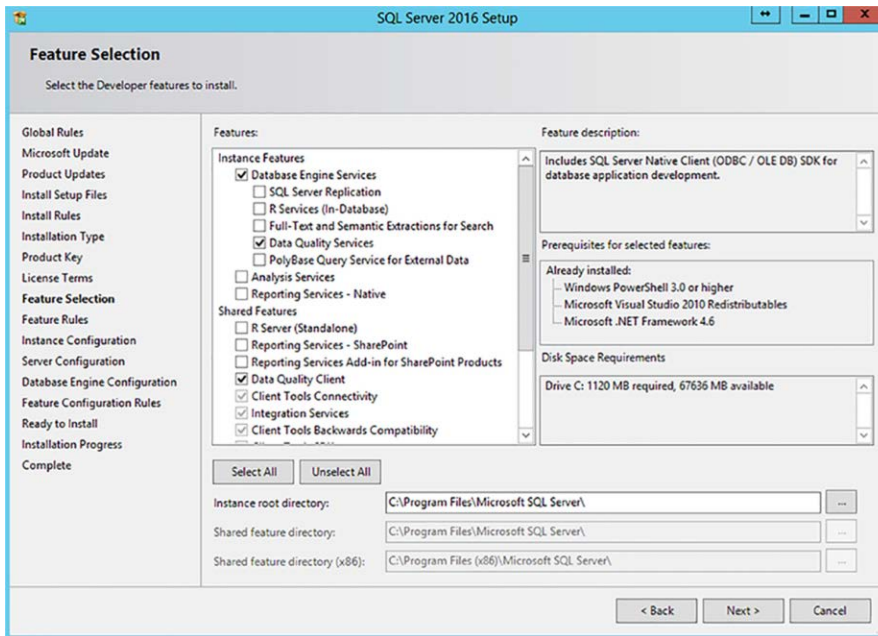 SQL Server 2016 Setup
Feature Selection
Select the Developer features to install.
Global Rules
Microsoft Update
Product Updates
Install Setup Files
Install Rules
Installation Type
Product Key
License Terms
Feature Selection
Feature Rules
Instance Configuration
Server Configuration
Database Engine Configuration
Feature Configuration Rules
Ready to Install
Installation Progress
Complete
Features:
Instance Features
Database Engine Services
SQL Server Replication
R Services (In-Database)
Full-Text and Semantic Extractions for Search
Data Quality Services
PolyBase Query Service for External Data
Analysis Services
Reporting Services - Native
Shared Features
R Server (Standalone)
Reporting Services - SharePoint
Reporting Services Add-in for SharePoint Products
Data Quality Client
Client Tools Connectivity
Integration Services
Client Tools Backwards Compatibility
Feature description:
Includes SQL Server Native Client (ODBC / OLE DB) SDK for
database application development.
Prerequisites for selected features:
Already installed:
Windows PowerShell 3.0 or higher
Microsoft Visual Studio 2010 Redistributables
Microsoft .NET Framework 4.6
Disk Space Requirements
Drive C: 1120 MB required, 67636 MB available
Select All
Unselect All
Instance root directory:
C:\Program Files\Microsoft SQL Server\
...
Shared feature directory:
C:\Program Files\Microsoft SQL Server\
...
Shared feature directory (x86):
C:\Program Files (x86)\Microsoft SQL Server\
...
< Back
Next >
Cancel